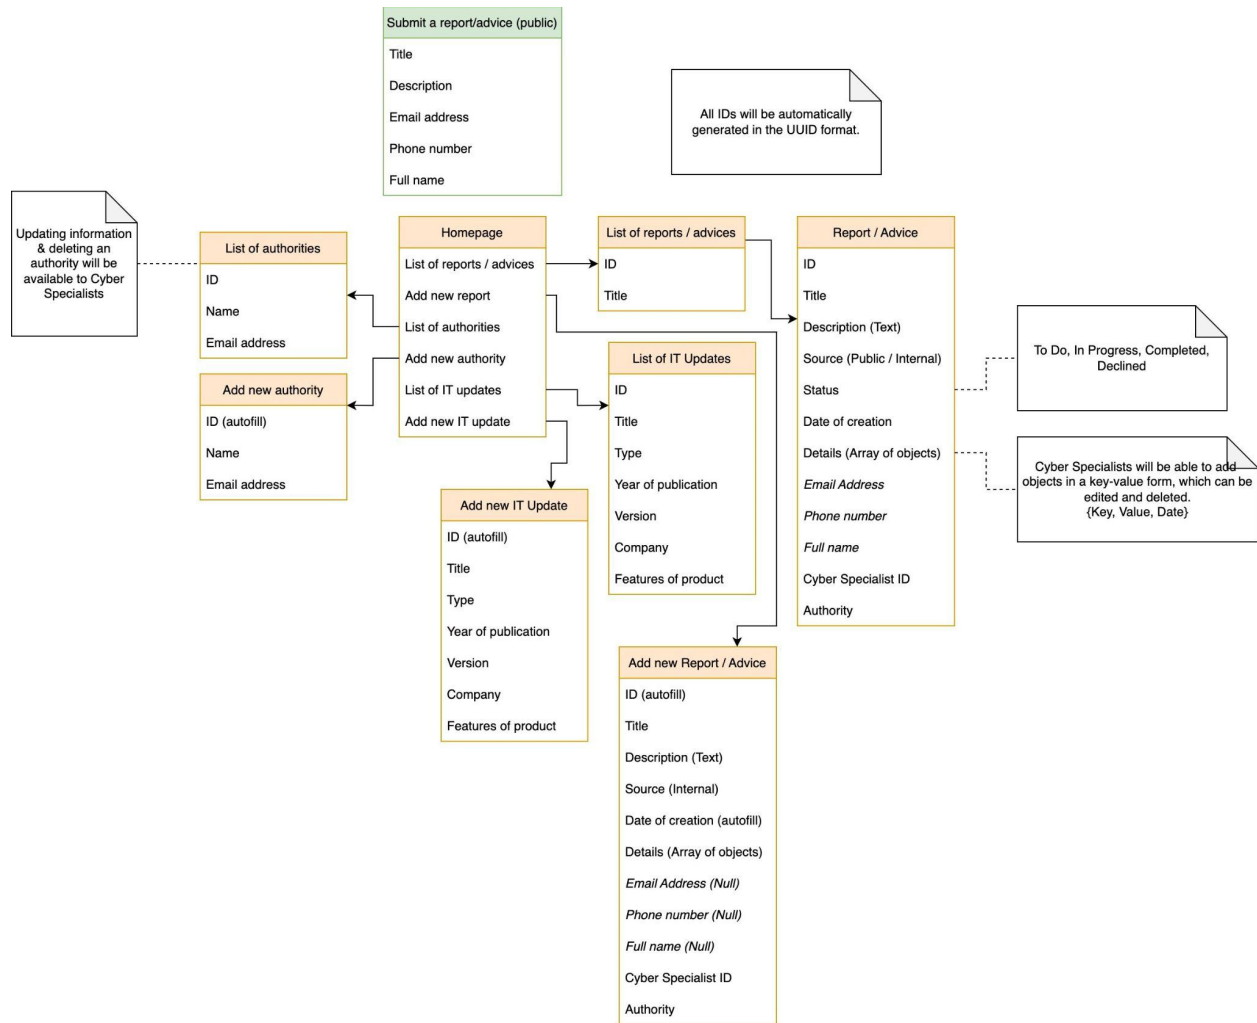 Submit a report/advice (public)
Title
Description
Email address
Phone number
Full name
All IDs will be automatically
generated in the UUID format.
Updating information
& deleting an
authority will be
available to Cyber
Specialists
List of authorities
ID
Name
Email address
Add new authority
ID (autofill)
Name
Email address
Homepage
List of reports / advices
Add new report
List of authorities
Add new authority
List of IT updates
Add new IT update
List of reports / advices
ID
Title
List of IT Updates
ID
Title
Type
Year of publication
Version
Company
Features of product
Add new IT Update
ID (autofill)
Title
Type
Year of publication
Version
Company
Features of product
Report / Advice
ID
Title
Description (Text)
Source (Public / Internal)
Status
Date of creation
Details (Array of objects)
Email Address
Phone number
Full name
Cyber Specialist ID
Authority
To Do, In Progress, Completed,
Declined
Cyber Specialists will be able to add
objects in a key-value form, which can be
edited and deleted.
{Key, Value, Date}
Add new Report / Advice
ID (autofill)
Title
Description (Text)
Source (Internal)
Date of creation (autofill)
Details (Array of objects)
Email Address (Null)
Phone number (Null)
Full name (Null)
Cyber Specialist ID
Authority